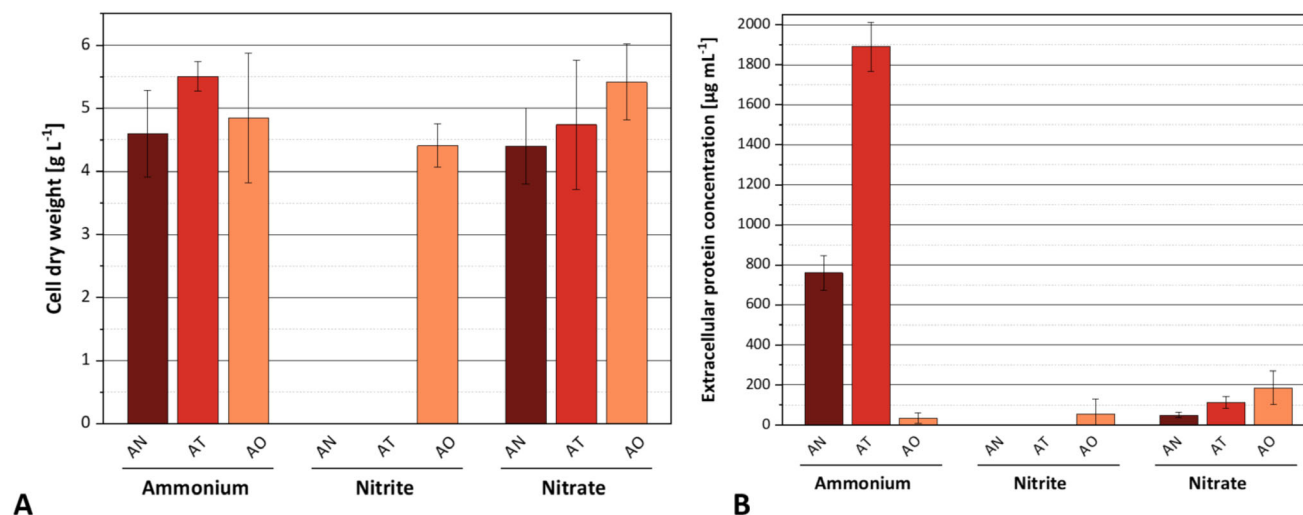 Cell dry weight [g L⁻¹]
6
5
4
3
2
1
0
AN AT AO AN AT AO AN AT AO
Ammonium Nitrite Nitrate
A
Extracellular protein concentration [µg mL⁻¹]
2000
1800
1600
1400
1200
1000
800
600
400
200
0
AN AT AO AN AT AO AN AT AO
Ammonium Nitrite Nitrate
B